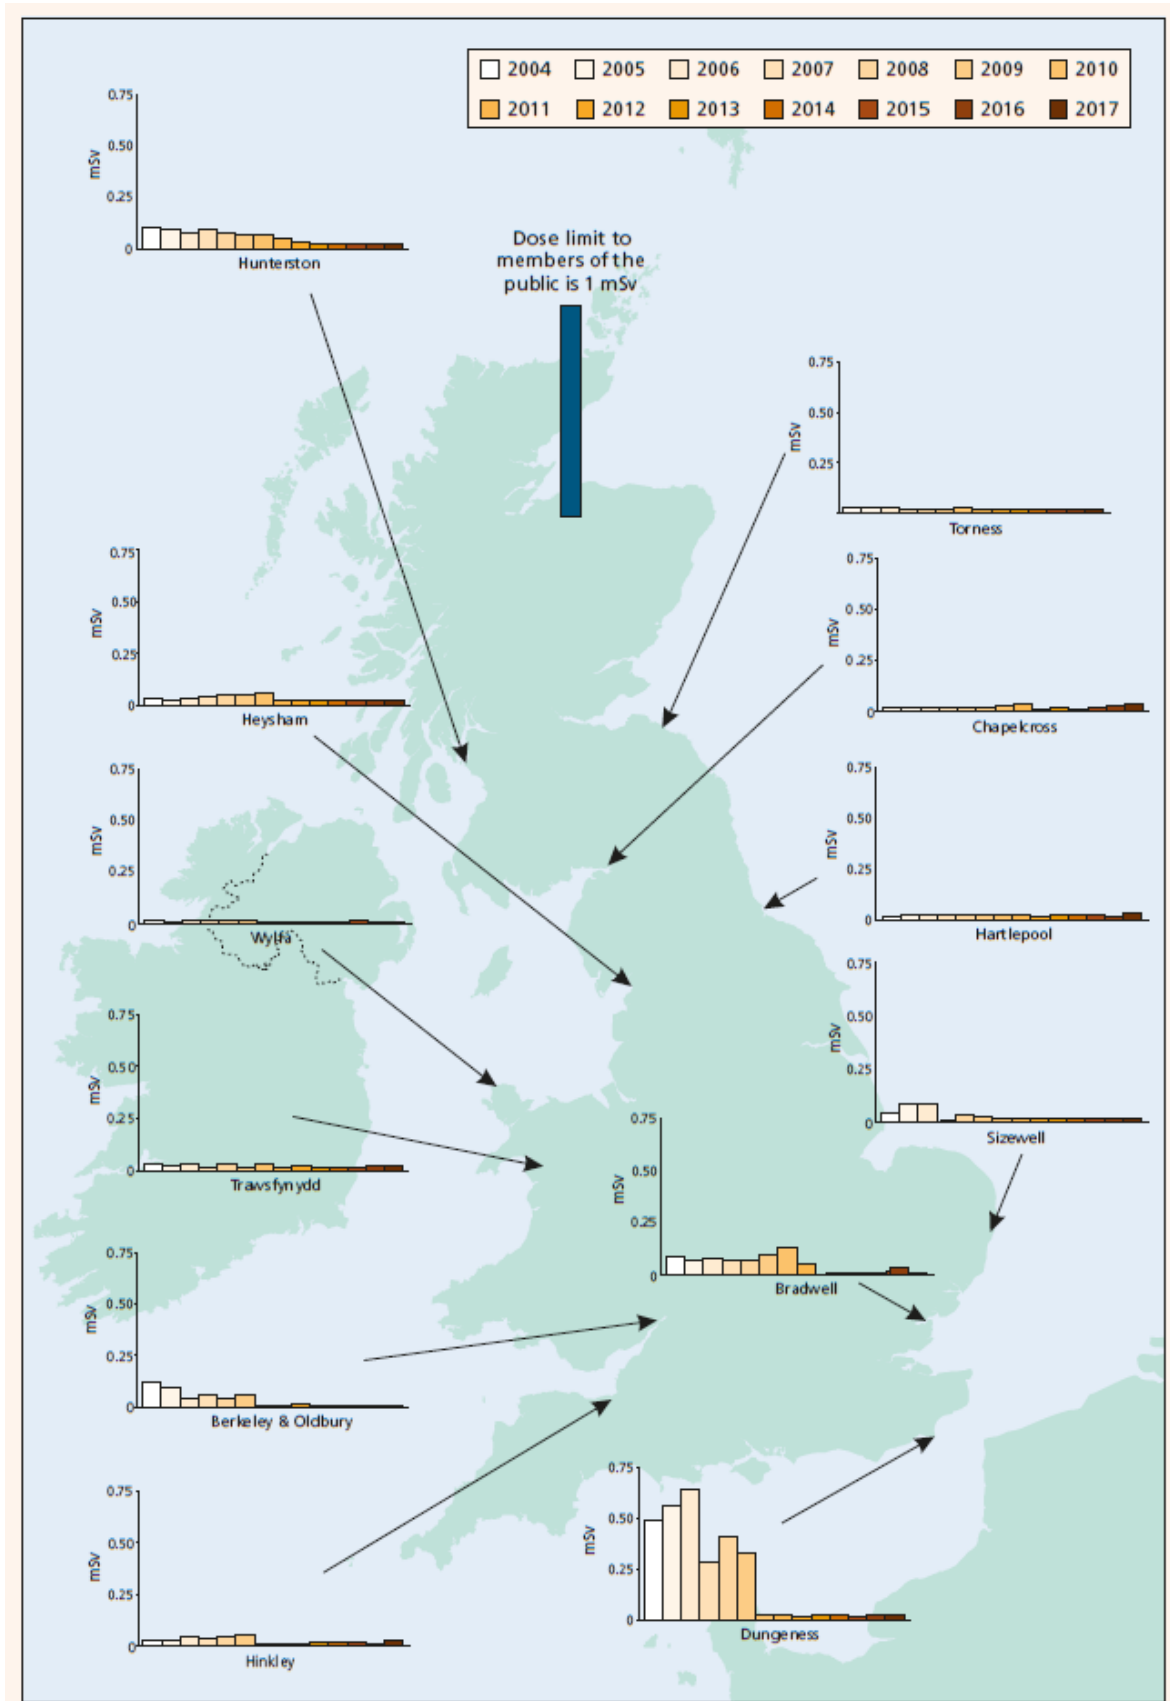 2004 2005 2006 2007 2008 2009 2010
2011 2012 2013 2014 2015 2016 2017
0.75
0.50
mSv
0.25
0
Hunterston
Dose limit to
members of the
public is 1 mSv
0.75
0.50
mSv
0.25
Torness
0.75
0.50
mSv
0.25
0
Heysham
0.75
0.50
mSv
0.25
0
Chapelcross
0.75
0.50
mSv
0.25
0
Wylfa
0.75
0.50
mSv
0.25
0
Hartlepool
0.75
0.50
mSv
0.25
0
Sizewell
0.75
0.50
mSv
0.25
0
Trawsfynydd
0.75
0.50
mSv
0.25
0
Bradwell
0.75
0.50
mSv
0.25
0
Berkeley & Oldbury
0.75
0.50
mSv
0.25
0
Dungeness
0.75
0.50
mSv
0.25
0
Hinkley